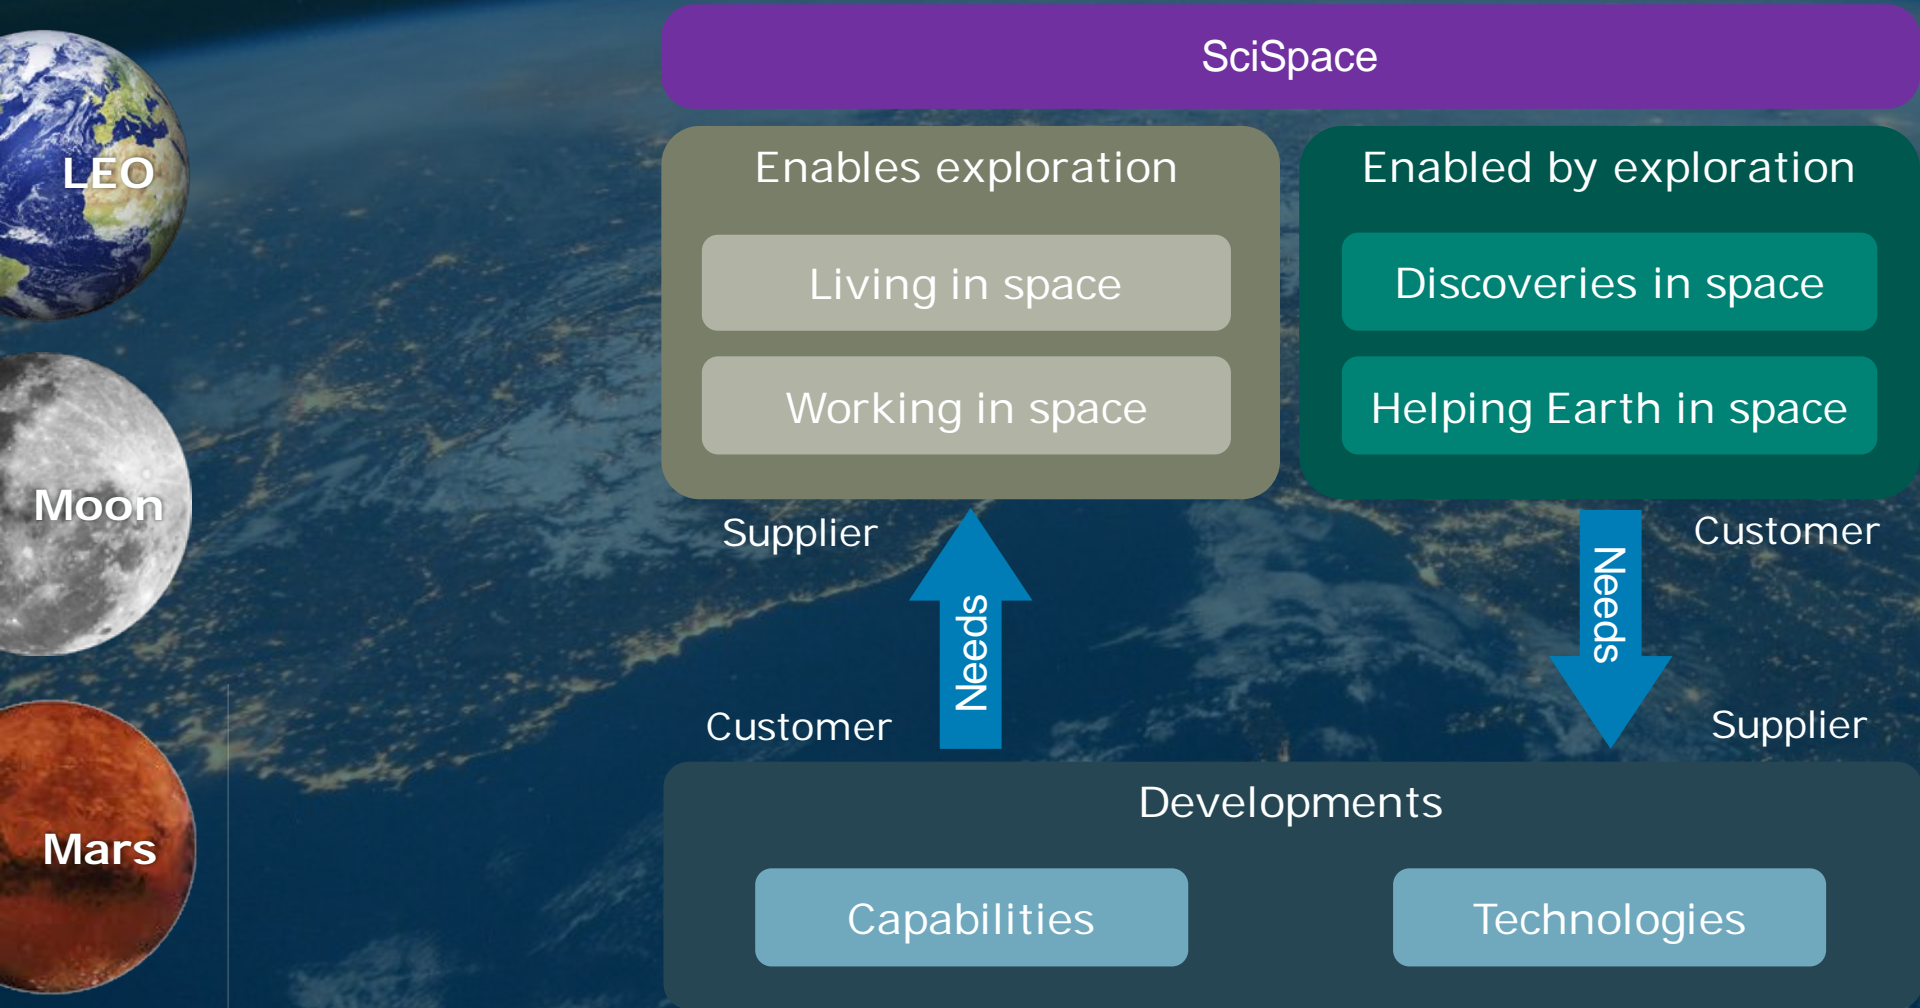 SciSpace
LEO
Enables exploration
Living in space
Working in space
Enabled by exploration
Discoveries in space
Helping Earth in space
Moon
Supplier
Needs
Customer
Customer
Needs
Supplier
Mars
Developments
Capabilities
Technologies